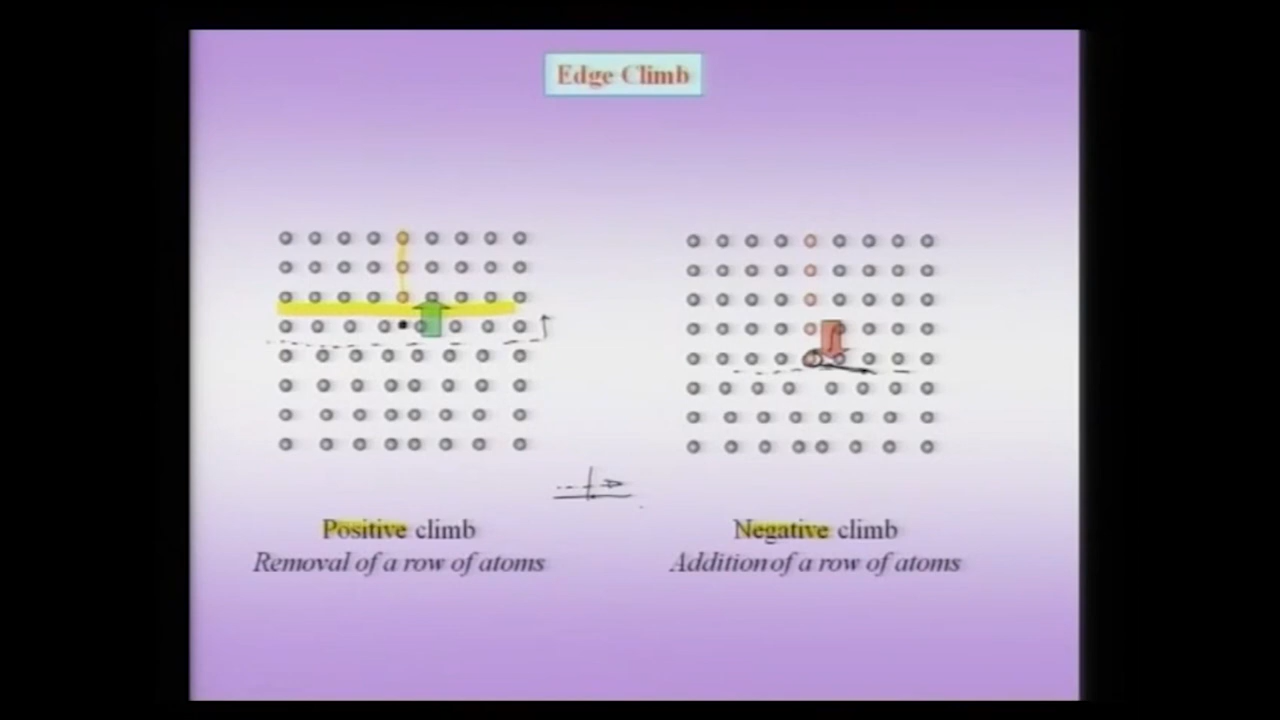 Edge Climb
Positive climb
Removal of a row of atoms
Negative climb
Addition of a row of atoms